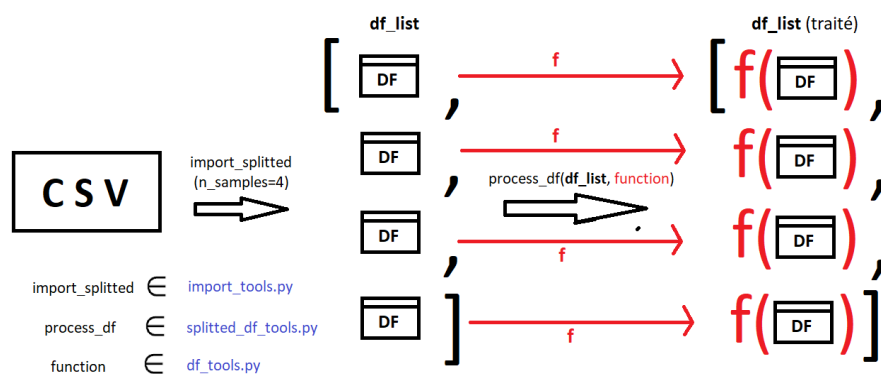 df_list
df_list (traité)
[ DF ,
f
[ f( DF ) ,
CSV
import_splitted
(n_samples=4)
DF ,
f
f( DF ) ,
process_df(df_list, function)
DF ,
f
f( DF ) ,
DF ]
f
f( DF ) ]
import_splitted ∈ import_tools.py
process_df ∈ splitted_df_tools.py
function ∈ df_tools.py